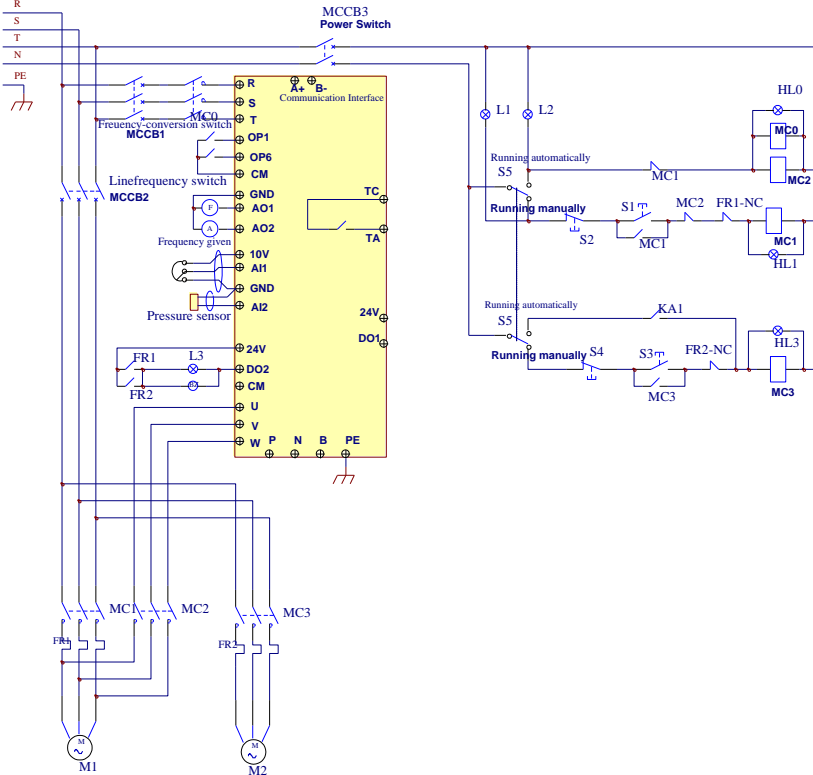 R
S
T
N
PE
MCCB3
Power Switch
R
S
T
OP1
OP6
CM
GND
AO1
AO2
10V
AI1
GND
AI2
24V
DO2
CM
U
V
W
P
N
B
PE
A+
B-
Communication Interface
TC
TA
24V
DO1
MC0
Freuency-conversion switch
MCCB1
Linefrequency switch
MCCB2
F
A
Frequency given
Pressure sensor
FR1
FR2
L3
L1
L2
HL0
MC0
MC2
Running automatically
S5
MC1
Running manually
S2
S1
MC1
MC2
FR1-NC
MC1
HL1
Running automatically
S5
KA1
Running manually
S4
S3
MC3
FR2-NC
HL3
MC3
MC1
MC2
MC3
FR1
FR2
M
M1
M
M2